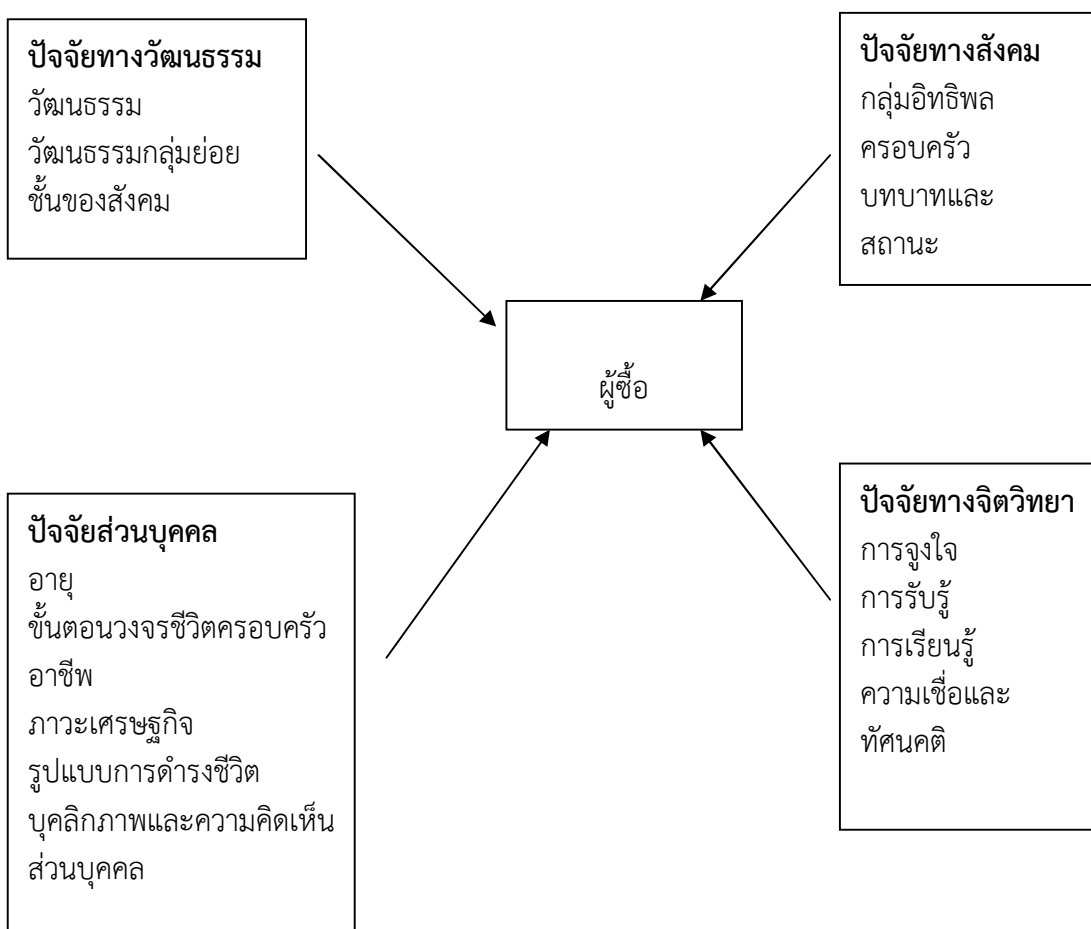 ปัจจัยทางวัฒนธรรม
วัฒนธรรม
วัฒนธรรมกลุ่มย่อย
ชั้นของสังคม
ปัจจัยทางสังคม
กลุ่มอิทธิพล
ครอบครัว
บทบาทและ
สถานะ
ผู้ซื้อ
ปัจจัยส่วนบุคคล
อายุ
ขั้นตอนวงจรชีวิตครอบครัว
อาชีพ
ภาวะเศรษฐกิจ
รูปแบบการดำรงชีวิต
บุคลิกภาพและความคิดเห็น
ส่วนบุคคล
ปัจจัยทางจิตวิทยา
การจูงใจ
การรับรู้
การเรียนรู้
ความเชื่อและ
ทัศนคติ